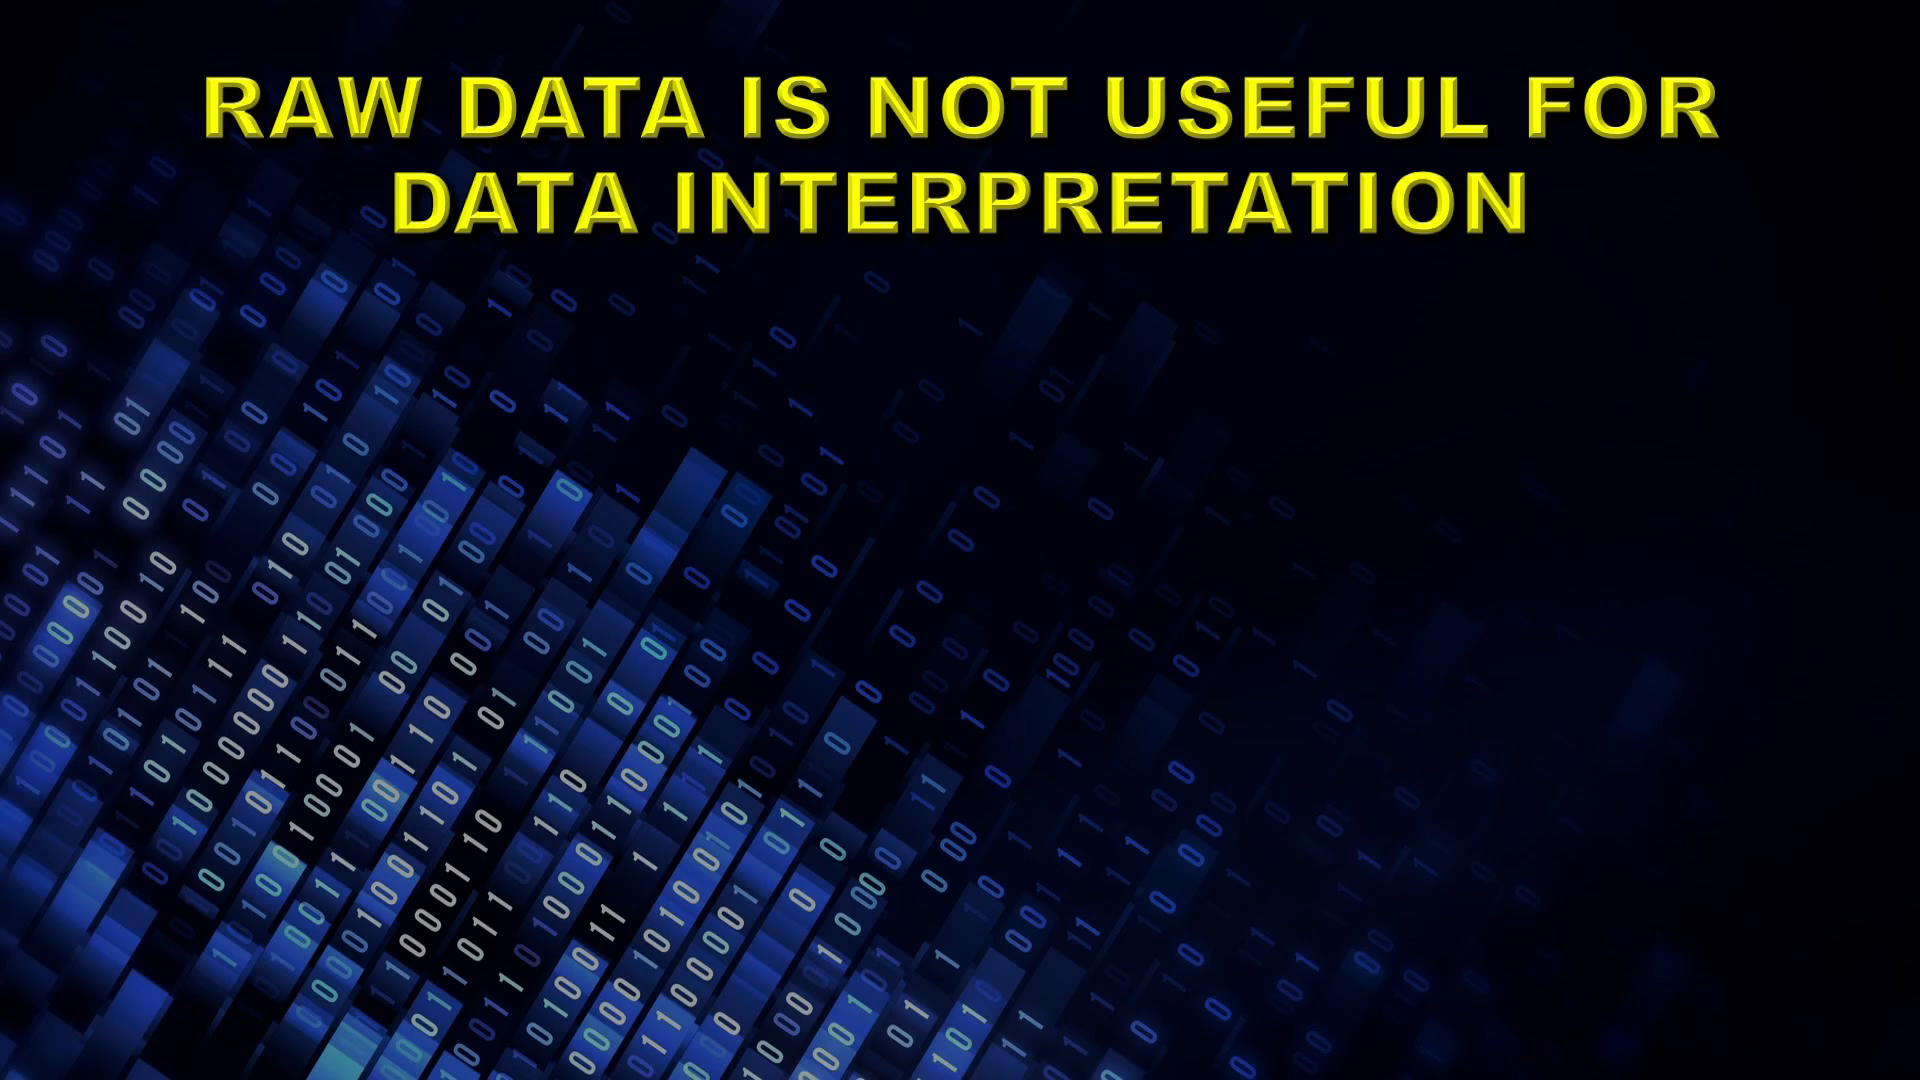 RAW DATA IS NOT USEFUL FOR
DATA INTERPRETATION